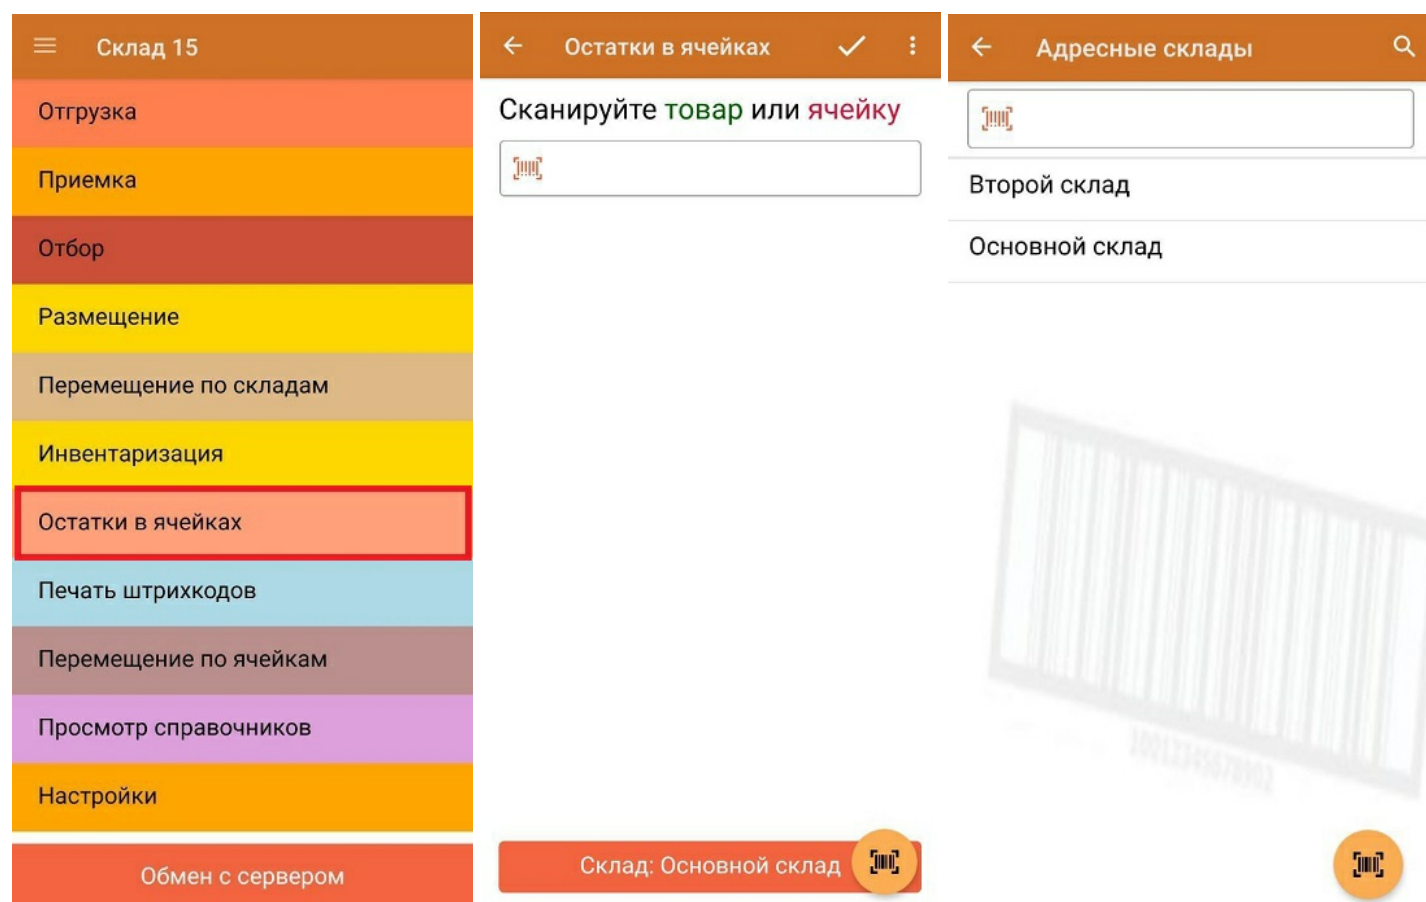 Склад 15
Отгрузка
Приемка
Отбор
Размещение
Перемещение по складам
Инвентаризация
Остатки в ячейках
Печать штрихкодов
Перемещение по ячейкам
Просмотр справочников
Настройки
Обмен с сервером
Остатки в ячейках
Сканируйте товар или ячейку
Склад: Основной склад
Адресные склады
Второй склад
Основной склад